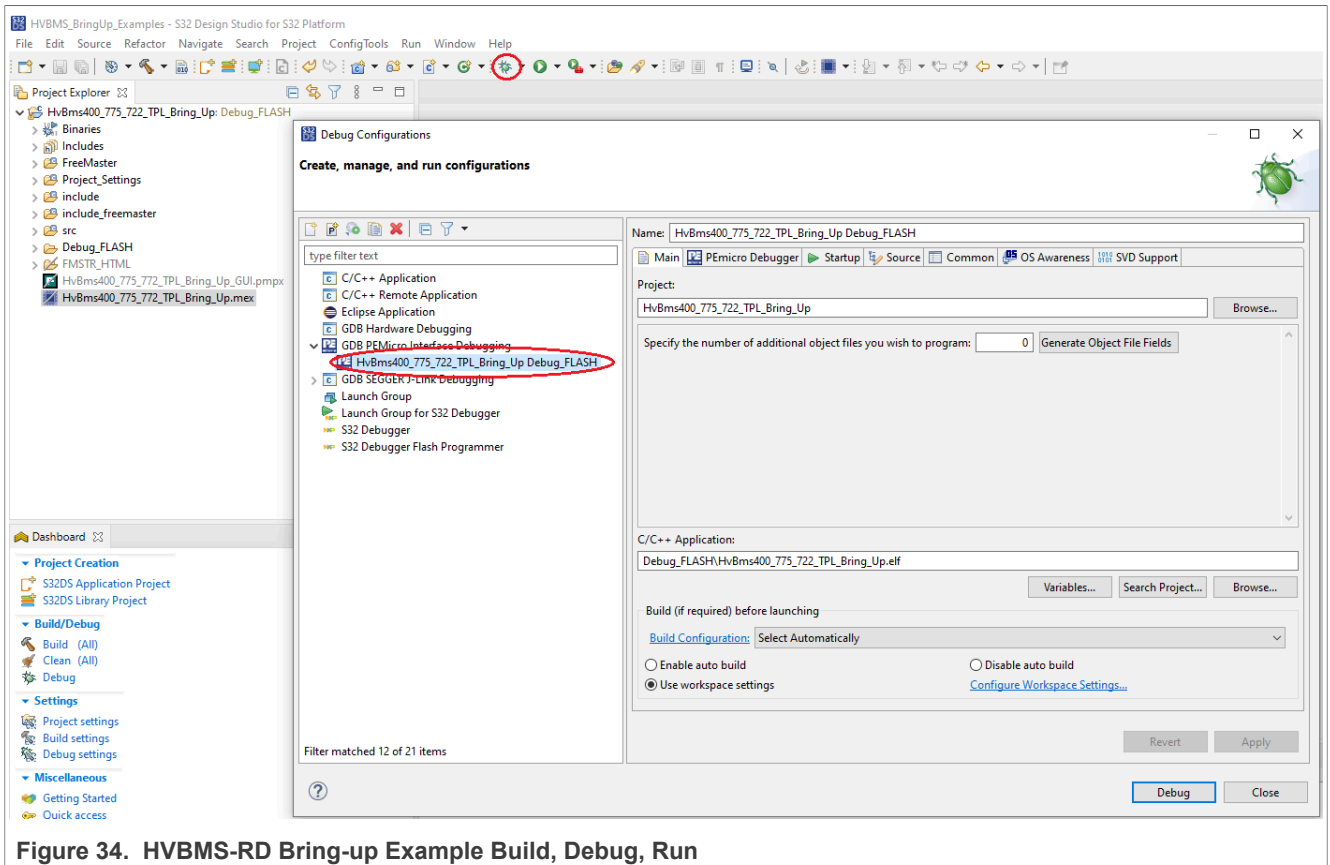 HVBMS_BringUp_Examples - S32 Design Studio for S32 Platform
File Edit Source Refactor Navigate Search Project ConfigTools Run Window Help
Project Explorer
HvBms400_775_722_TPL_Bring_Up: Debug_FLASH
Binaries
Includes
FreeMaster
Project_Settings
include
include_freemaster
src
Debug_FLASH
FMSTR_HTML
HvBms400_775_772_TPL_Bring_Up_GUI.pmpx
HvBms400_775_772_TPL_Bring_Up.mex
Dashboard
Project Creation
S32DS Application Project
S32DS Library Project
Build/Debug
Build (All)
Clean (All)
Debug
Settings
Project settings
Build settings
Debug settings
Miscellaneous
Getting Started
Quick access
Debug Configurations
Create, manage, and run configurations
type filter text
C/C++ Application
C/C++ Remote Application
Eclipse Application
GDB Hardware Debugging
GDB PEMicro Interface Debugging
HvBms400_775_722_TPL_Bring_Up Debug_FLASH
GDB SEGGER J-Link Debugging
Launch Group
Launch Group for S32 Debugger
S32 Debugger
S32 Debugger Flash Programmer
Filter matched 12 of 21 items
Name: HvBms400_775_722_TPL_Bring_Up Debug_FLASH
Main PEmicro Debugger Startup Source Common OS Awareness SVD Support
Project:
HvBms400_775_722_TPL_Bring_Up Browse...
Specify the number of additional object files you wish to program: 0 Generate Object File Fields
C/C++ Application:
Debug_FLASH\HvBms400_775_722_TPL_Bring_Up.elf
Variables... Search Project... Browse...
Build (if required) before launching
Build Configuration: Select Automatically
Enable auto build Disable auto build
Use workspace settings Configure Workspace Settings...
Revert Apply
Debug Close
Figure 34. HVBMS-RD Bring-up Example Build, Debug, Run